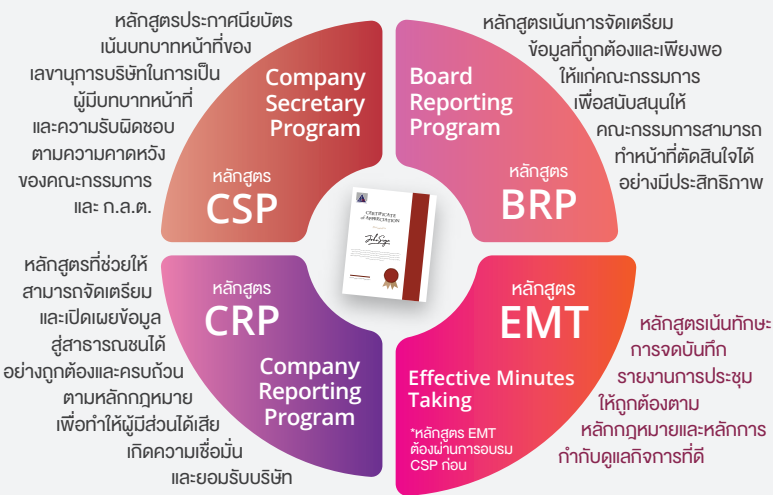 หลักสูตรประกาศนียบัตร
เน้นบทบาทหน้าที่ของ
เลขานุการบริษัทในการเป็น
ผู้มีบทบาทหน้าที่
และความรับผิดชอบ
ตามความคาดหวัง
ของคณะกรรมการ
และ ก.ล.ต.
Company
Secretary
Program
หลักสูตร
CSP
Board
Reporting
Program
หลักสูตร
BRP
หลักสูตรเน้นการจัดเตรียม
ข้อมูลที่ถูกต้องและเพียงพอ
ให้แก่คณะกรรมการ
เพื่อสนับสนุนให้
คณะกรรมการสามารถ
ทำหน้าที่ตัดสินใจได้
อย่างมีประสิทธิภาพ
CERTIFICATE
of APPRECIATION
หลักสูตรที่ช่วยให้
สามารถจัดเตรียม
และเปิดเผยข้อมูล
สู่สาธารณชนได้
อย่างถูกต้องและครบถ้วน
ตามหลักกฎหมาย
เพื่อทำให้ผู้มีส่วนได้เสีย
เกิดความเชื่อมั่น
และยอมรับบริษัท
หลักสูตร
CRP
Company
Reporting
Program
หลักสูตร
EMT
Effective Minutes
Taking
*หลักสูตร EMT
ต้องผ่านการอบรม
CSP ก่อน
หลักสูตรเน้นทักษะ
การจดบันทึก
รายงานการประชุม
ให้ถูกต้องตาม
หลักกฎหมายและหลักการ
กำกับดูแลกิจการที่ดี